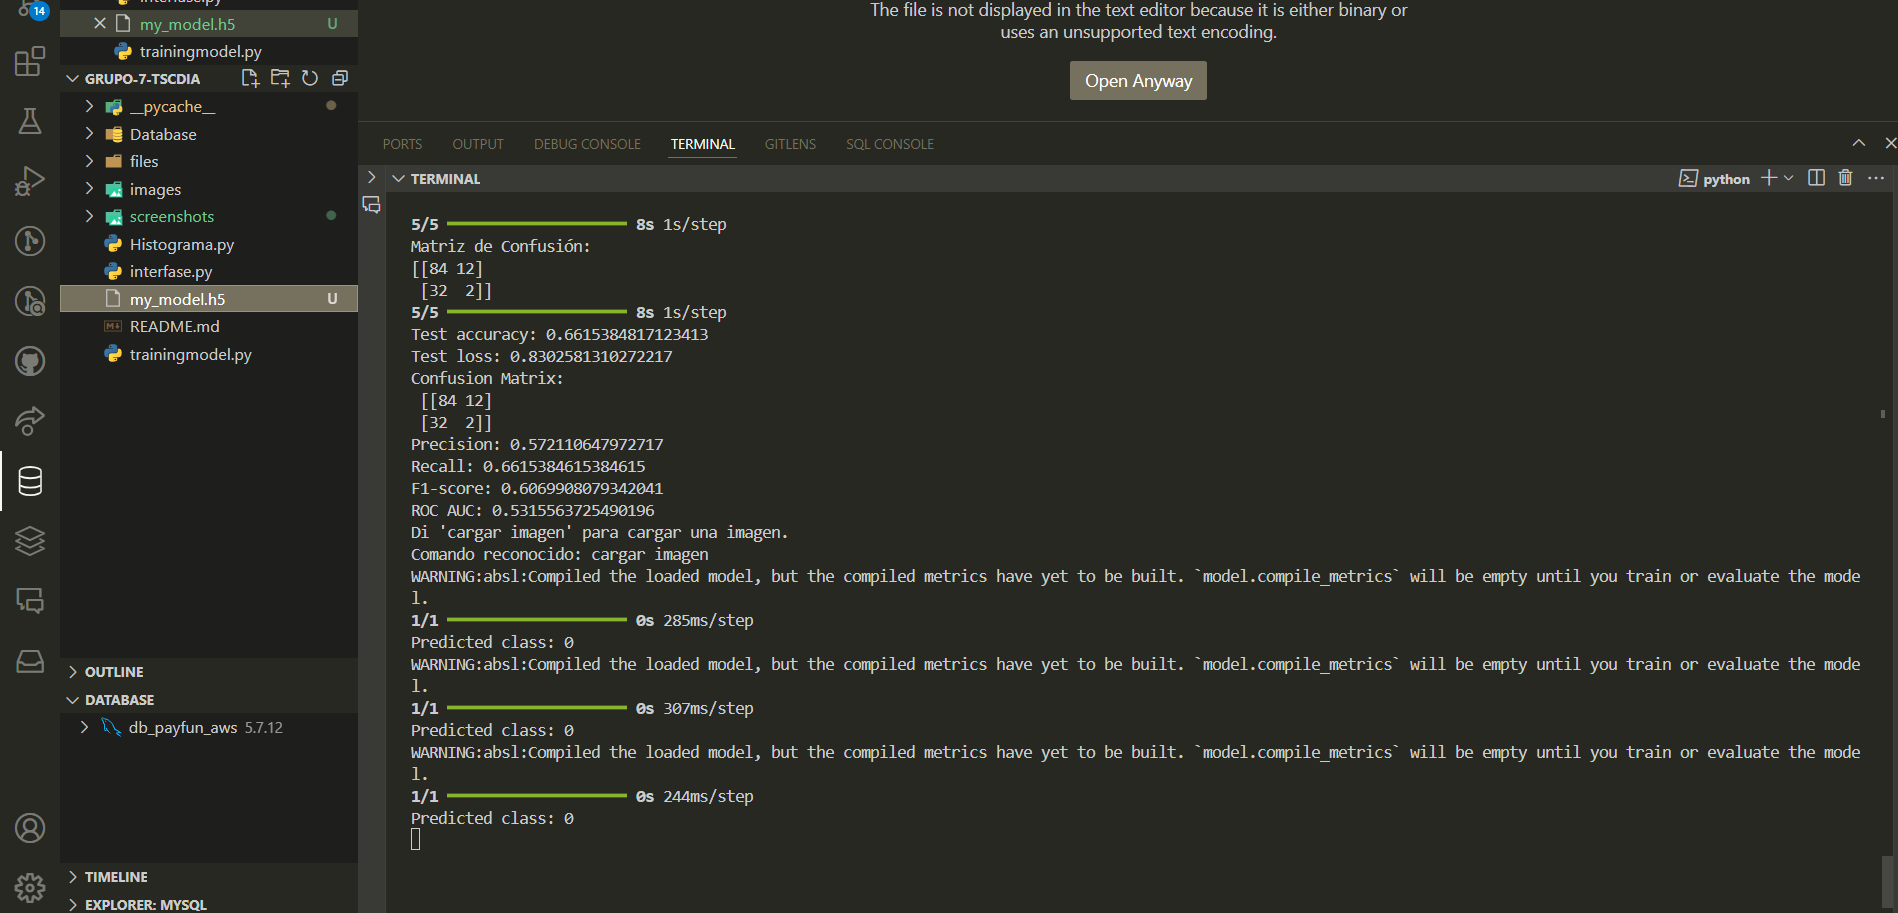 14
interfase.py
my_model.h5 U
trainingmodel.py
GRUPO-7-TSCDIA
__pycache__
Database
files
images
screenshots
Histograma.py
interfase.py
my_model.h5 U
README.md
trainingmodel.py
OUTLINE
DATABASE
db_payfun_aws 5.7.12
TIMELINE
EXPLORER: MYSQL
The file is not displayed in the text editor because it is either binary or
uses an unsupported text encoding.
Open Anyway
PORTS OUTPUT DEBUG CONSOLE TERMINAL GITLENS SQL CONSOLE
TERMINAL
python
5/5 8s 1s/step
Matriz de Confusión:
[[84 12]
[32  2]]
5/5 8s 1s/step
Test accuracy: 0.6615384817123413
Test loss: 0.8302581310272217
Confusion Matrix:
[[84 12]
[32  2]]
Precision: 0.572110647972717
Recall: 0.6615384615384615
F1-score: 0.6069908079342041
ROC AUC: 0.5315563725490196
Di 'cargar imagen' para cargar una imagen.
Comando reconocido: cargar imagen
WARNING:absl:Compiled the loaded model, but the compiled metrics have yet to be built. `model.compile_metrics` will be empty until you train or evaluate the mode
l.
1/1 0s 285ms/step
Predicted class: 0
WARNING:absl:Compiled the loaded model, but the compiled metrics have yet to be built. `model.compile_metrics` will be empty until you train or evaluate the mode
l.
1/1 0s 307ms/step
Predicted class: 0
WARNING:absl:Compiled the loaded model, but the compiled metrics have yet to be built. `model.compile_metrics` will be empty until you train or evaluate the mode
l.
1/1 0s 244ms/step
Predicted class: 0